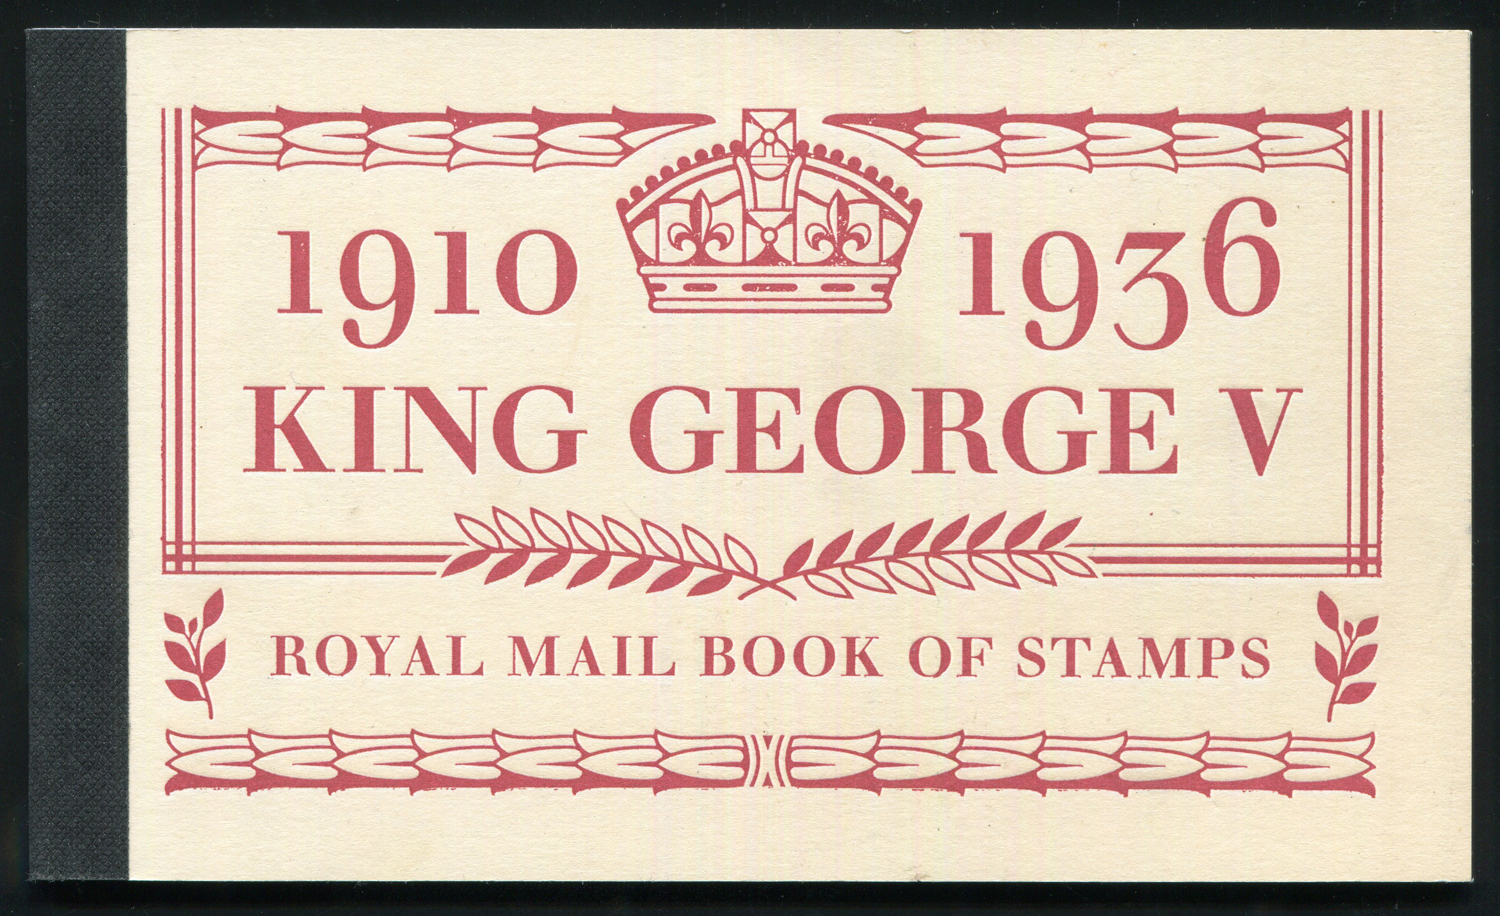 1910 1936
KING GEORGE V
ROYAL MAIL BOOK OF STAMPS